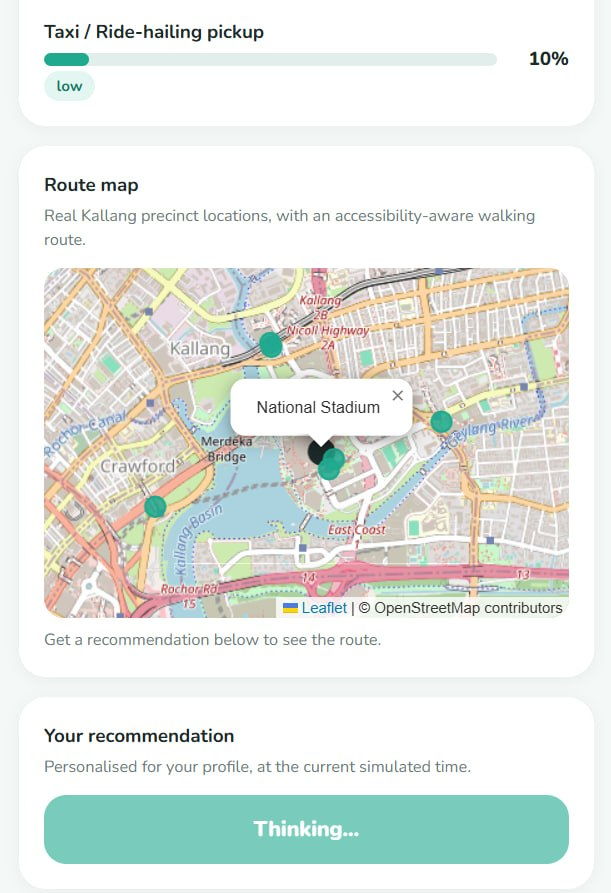 Taxi / Ride-hailing pickup
10%
low
Route map
Real Kallang precinct locations, with an accessibility-aware walking
route.
Kallang
2B
Nicoll Highway
2A
Kallang
×
National Stadium
Rochor Canal
Merdeka
Bridge
Geylang River
Crawford
Kallang Basin
East Coast
14
13
Rochor Rd
15
Leaflet | © OpenStreetMap contributors
Get a recommendation below to see the route.
Your recommendation
Personalised for your profile, at the current simulated time.
Thinking...